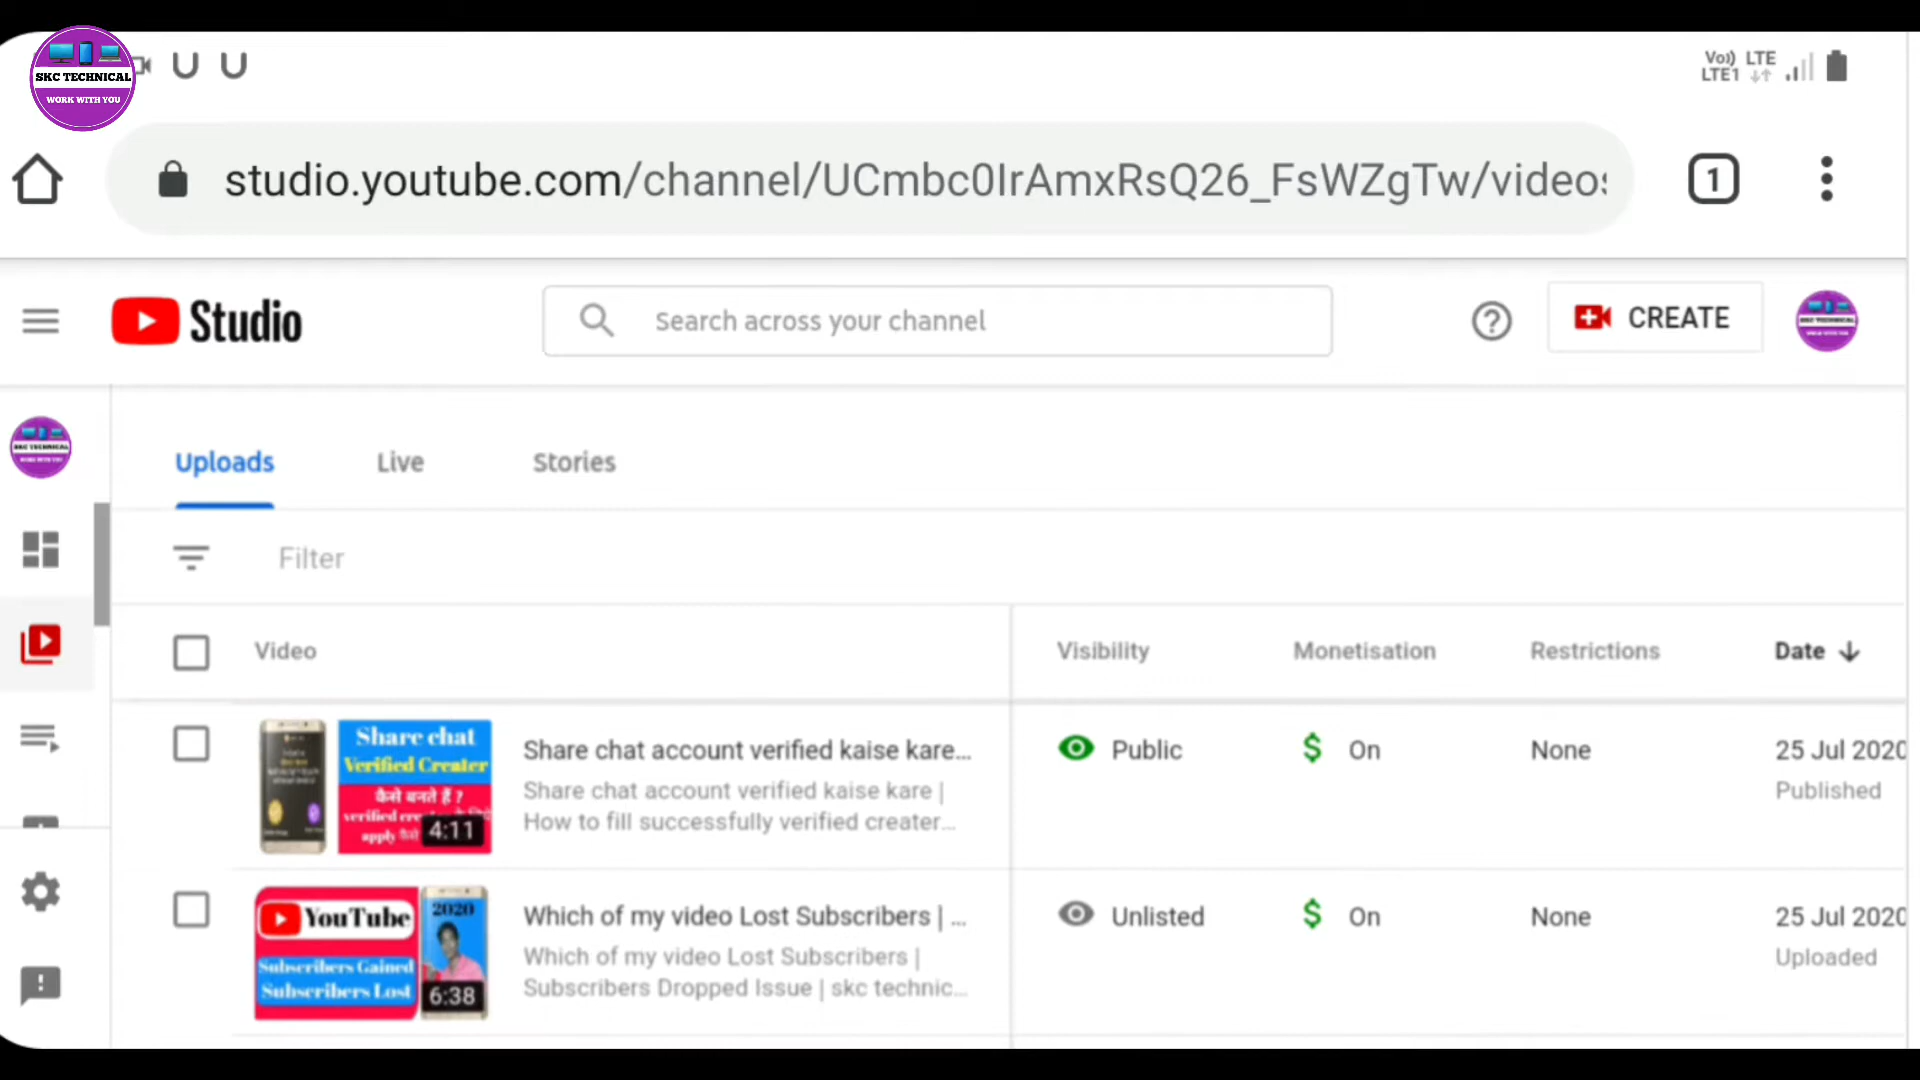 SKC TECHNICAL
WORK WITH YOU
Vo)) LTE
LTE1
studio.youtube.com/channel/UCmbc0IrAmxRsQ26_FsWZgTw/videos
1
Studio
Search across your channel
CREATE
Uploads Live Stories
Filter
Video Visibility Monetisation Restrictions Date
Share chat
Verified Creater
कैसे बनते हैं ?
verified
apply
4:11
Share chat account verified kaise kare...
Share chat account verified kaise kare |
How to fill successfully verified creater...
Public On None 25 Jul 2020
Published
YouTube
2020
Subscribers Gained
Subscribers Lost
6:38
Which of my video Lost Subscribers | ...
Which of my video Lost Subscribers |
Subscribers Dropped Issue | skc technic...
Unlisted On None 25 Jul 2020
Uploaded